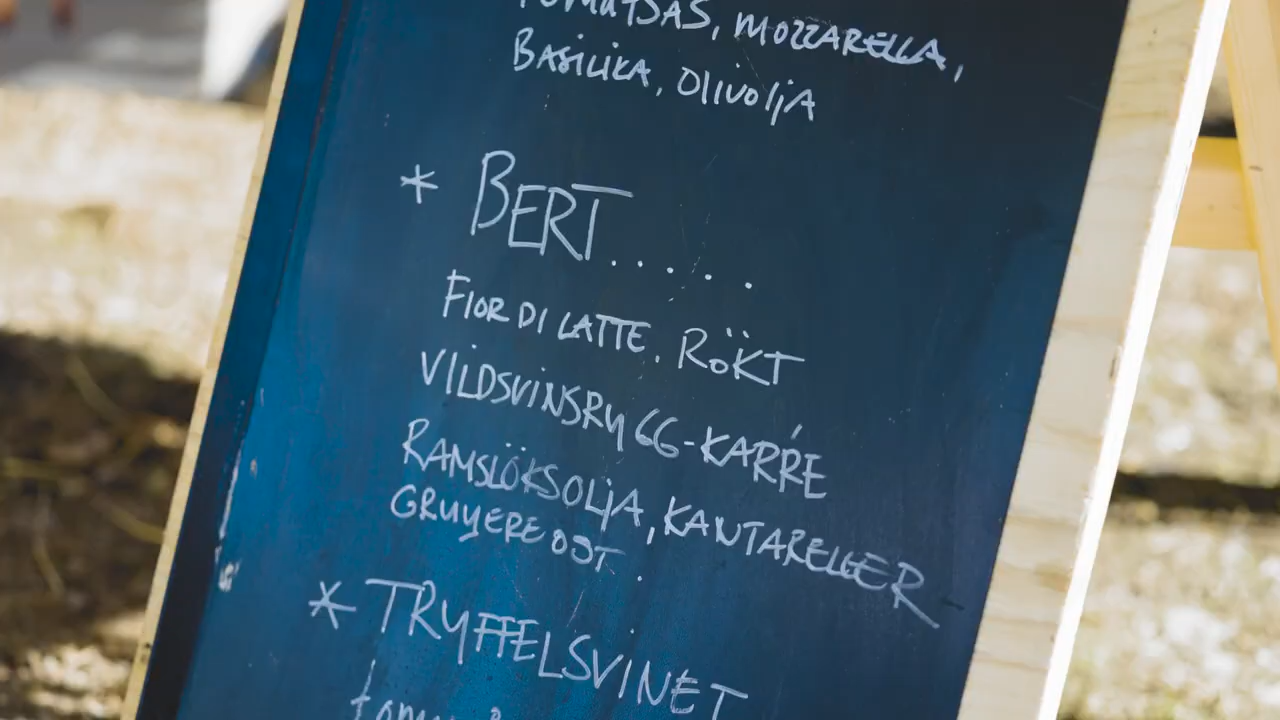 TOMATSÅS, MOZZARELLA,
BASILIKA, OLIVOLJA
* BERT.....
FIOR DI LATTE, RÖKT
VILDSVINSRYGG-KARRÉ
RAMSLÖKSOLJA, KANTARELLER
GRUYERE OST.
* TRYFFELSVINET